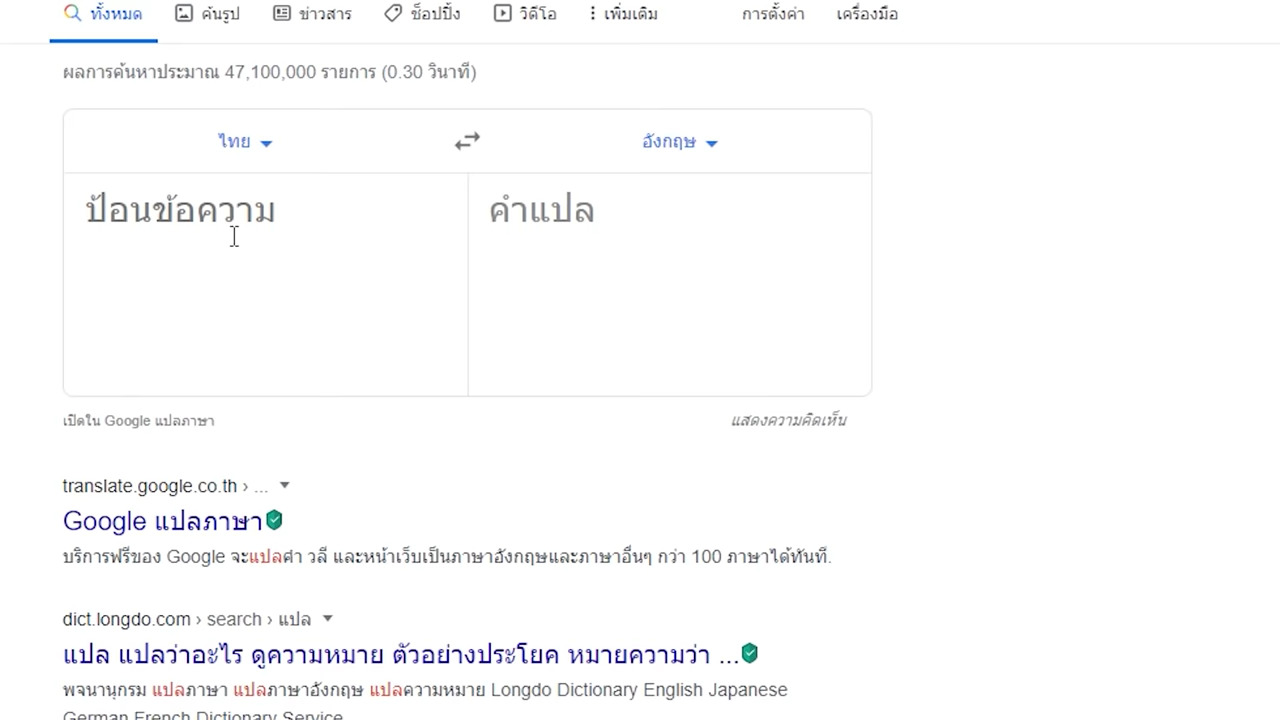 ทั้งหมด ค้นรูป ข่าวสาร ช็อปปิ้ง วิดีโอ เพิ่มเติม การตั้งค่า เครื่องมือ
ผลการค้นหาประมาณ 47,100,000 รายการ (0.30 วินาที)
ไทย อังกฤษ
ป้อนข้อความ คำแปล
เปิดใน Google แปลภาษา แสดงความคิดเห็น
translate.google.co.th › ...
Google แปลภาษา
บริการฟรีของ Google จะแปลคำ วลี และหน้าเว็บเป็นภาษาอังกฤษและภาษาอื่นๆ กว่า 100 ภาษาได้ทันที.
dict.longdo.com › search › แปล
แปล แปลว่าอะไร ดูความหมาย ตัวอย่างประโยค หมายความว่า ...
พจนานุกรม แปลภาษา แปลภาษาอังกฤษ แปลความหมาย Longdo Dictionary English Japanese
German French Dictionary Service